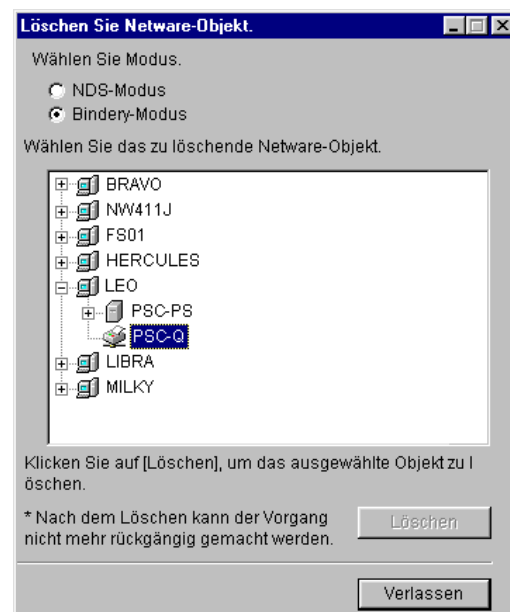 Löschen Sie Netware-Objekt.
Wählen Sie Modus.
NDS-Modus
Bindery-Modus
Wählen Sie das zu löschende Netware-Objekt.
BRAVO
NW411J
FS01
HERCULES
LEO
PSC-PS
PSC-Q
LIBRA
MILKY
Klicken Sie auf [Löschen], um das ausgewählte Objekt zu l
öschen.
* Nach dem Löschen kann der Vorgang
nicht mehr rückgängig gemacht werden.
Löschen
Verlassen